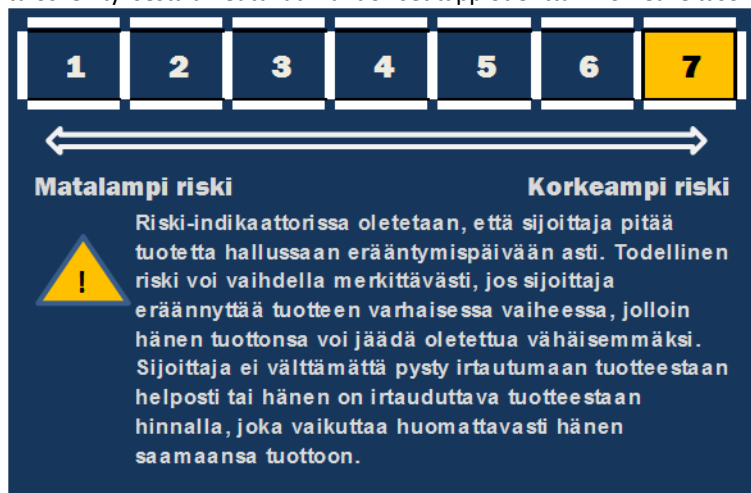 1 2 3 4 5 6 7
Matalampi riski Korkeampi riski
Riski-indikaattorissa oletetaan, että sijoittaja pitää
tuotetta hallussaan erääntymispäivään asti. Todellinen
riski voi vaihdella merkittävästi, jos sijoittaja
! eräännyttää tuotteen varhaisessa vaiheessa, jolloin
hänen tuottonsa voi jäädä oletettua vähäisemmäksi.
Sijoittaja ei välttämättä pysty irtautumaan tuotteestaan
helposti tai hänen on irtauduttava tuotteestaan
hinnalla, joka vaikuttaa huomattavasti hänen
saamaansa tuottoon.